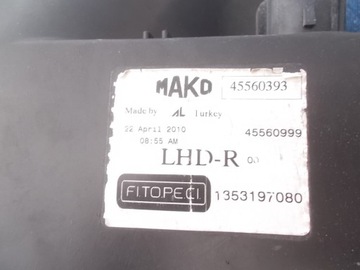 MAKO 45560393
Made by AL Turkey
22 April 2010 45560999
08:55 AM
LHD-R
FITOPECI 1353197080